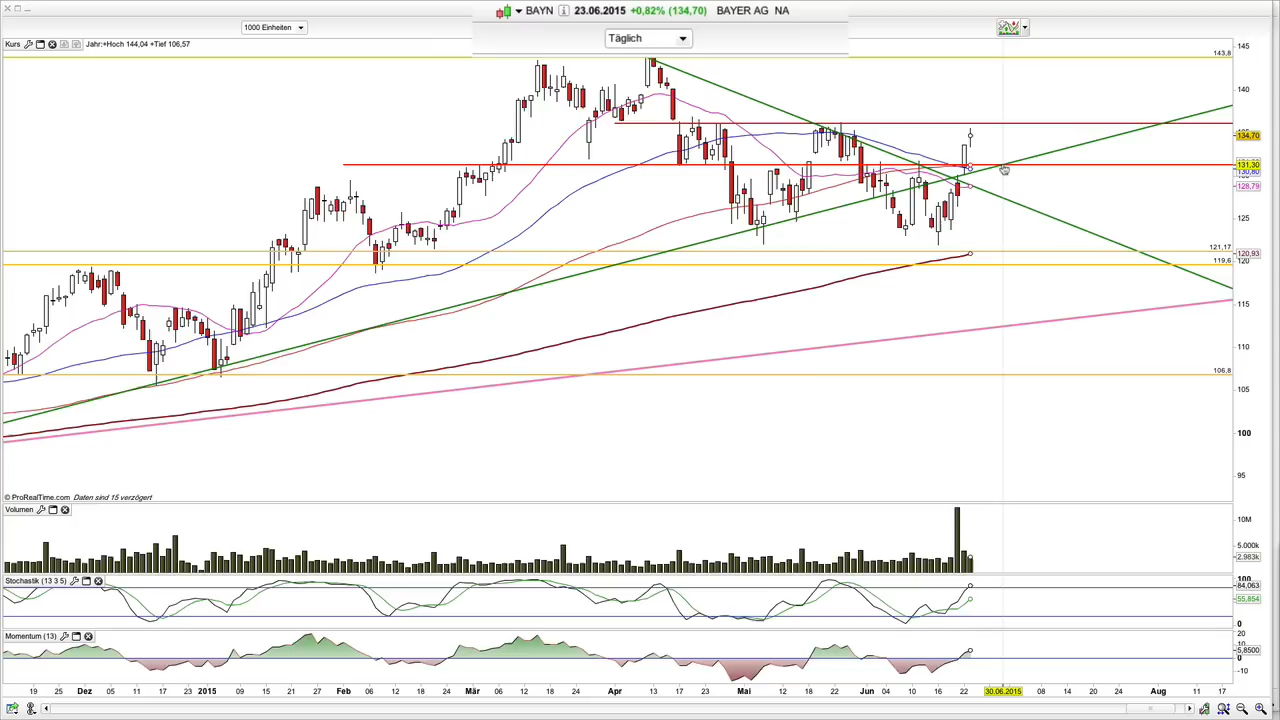 BAYN 23.06.2015 +0,82% (134,70) BAYER AG NA
1000 Einheiten
Täglich
Kurs Jahr:+Hoch 144,04 +Tief 106,57
145
143,8
140
134,70
131,30
130,80
128,79
125
121,17
120,93
119,6
115
110
106,8
105
100
95
© ProRealTime.com Daten sind 15 verzögert
Volumen
10M
5.000k
2.983k
Stochastik (13 3 5)
100
84,063
55,854
0
Momentum (13)
20
10
5,8500
0
-10
19 25 Dez 05 11 17 23 2015 09 15 21 27 Feb 06 12 18 24 Mär 06 12 18 24 Apr 13 17 23 Mai 12 18 22 Jun 04 10 16 22 30.06.2015 08 14 20 24 Aug 11 17